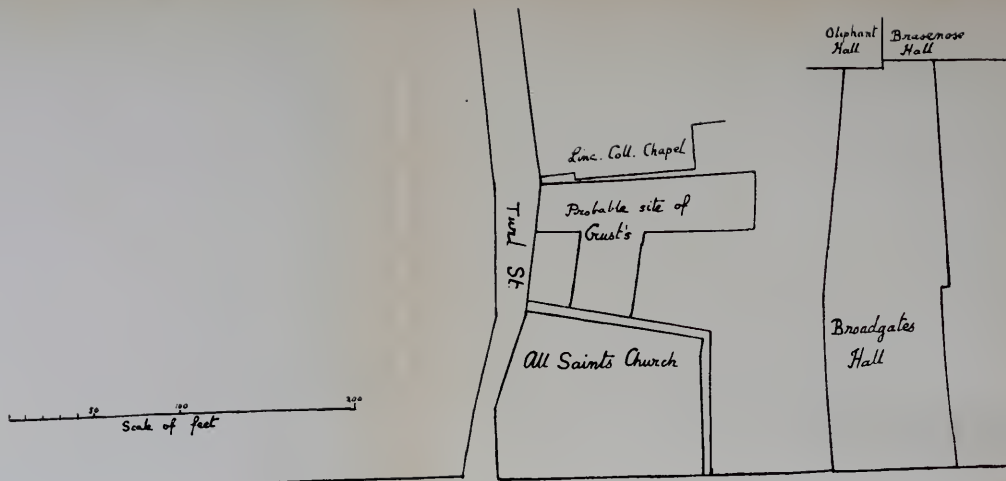 Oliphant
Hall
Brasenose
Hall
Linc. Coll. Chapel
Probable site of
Crust's
Turl St.
All Saints Church
Broadgates
Hall
50
100
200
Scale of feet